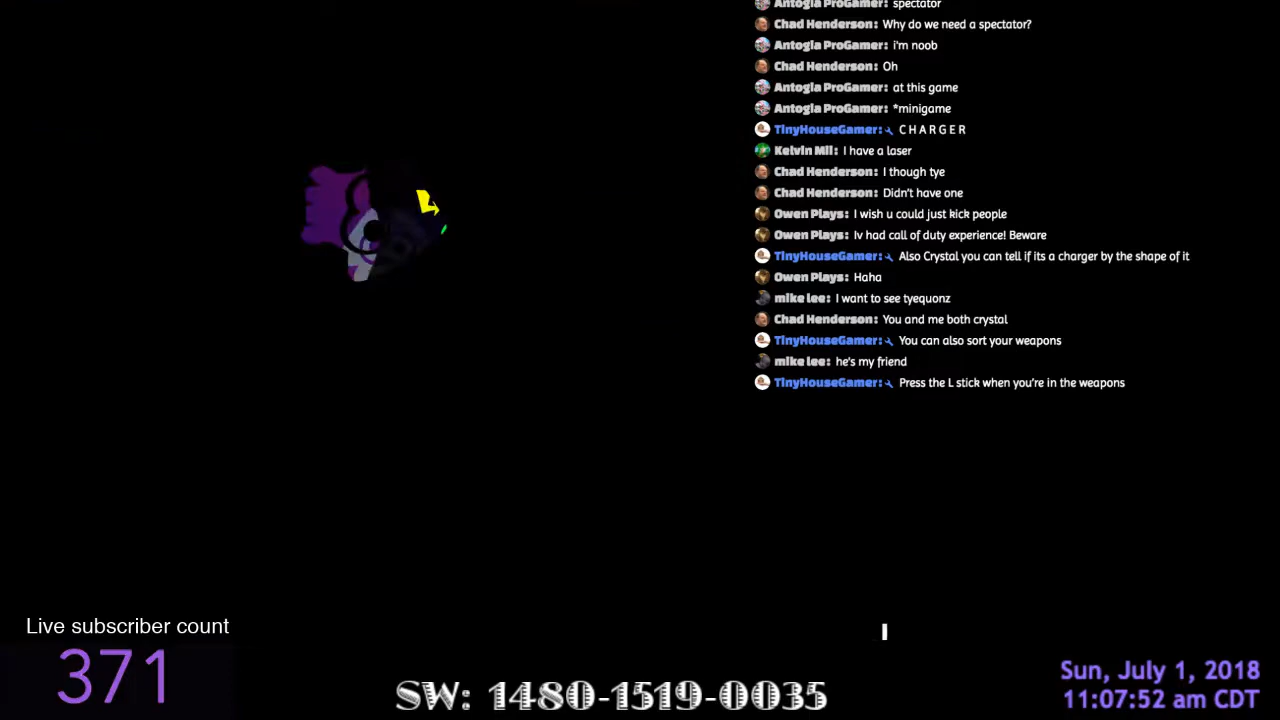 Antogla ProGamer: spectator
Chad Henderson: Why do we need a spectator?
Antogla ProGamer: i'm noob
Chad Henderson: Oh
Antogla ProGamer: at this game
Antogla ProGamer: *minigame
TinyHouseGamer: C H A R G E R
Kelvin Mii: I have a laser
Chad Henderson: I though tye
Chad Henderson: Didn't have one
Owen Plays: I wish u could just kick people
Owen Plays: Iv had call of duty experience! Beware
TinyHouseGamer: Also Crystal you can tell if its a charger by the shape of it
Owen Plays: Haha
mike lee: I want to see tyequonz
Chad Henderson: You and me both crystal
TinyHouseGamer: You can also sort your weapons
mike lee: he's my friend
TinyHouseGamer: Press the L stick when you're in the weapons
Live subscriber count
371
SW: 1480-1519-0035
Sun, July 1, 2018
11:07:52 am CDT